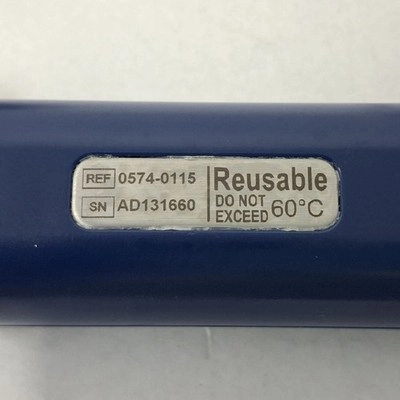 REF 0574-0115
SN AD131660
Reusable
DO NOT
EXCEED 60°C